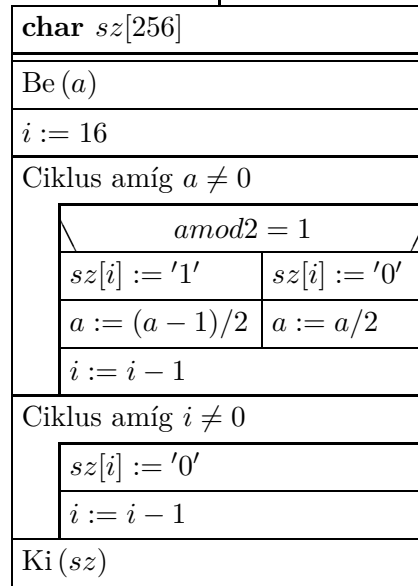 char sz[256]
Be (a)
i := 16
Ciklus amíg a ≠ 0
amod2 = 1
sz[i] := '1' sz[i] := '0'
a := (a − 1)/2 a := a/2
i := i − 1
Ciklus amíg i ≠ 0
sz[i] := '0'
i := i − 1
Ki (sz)